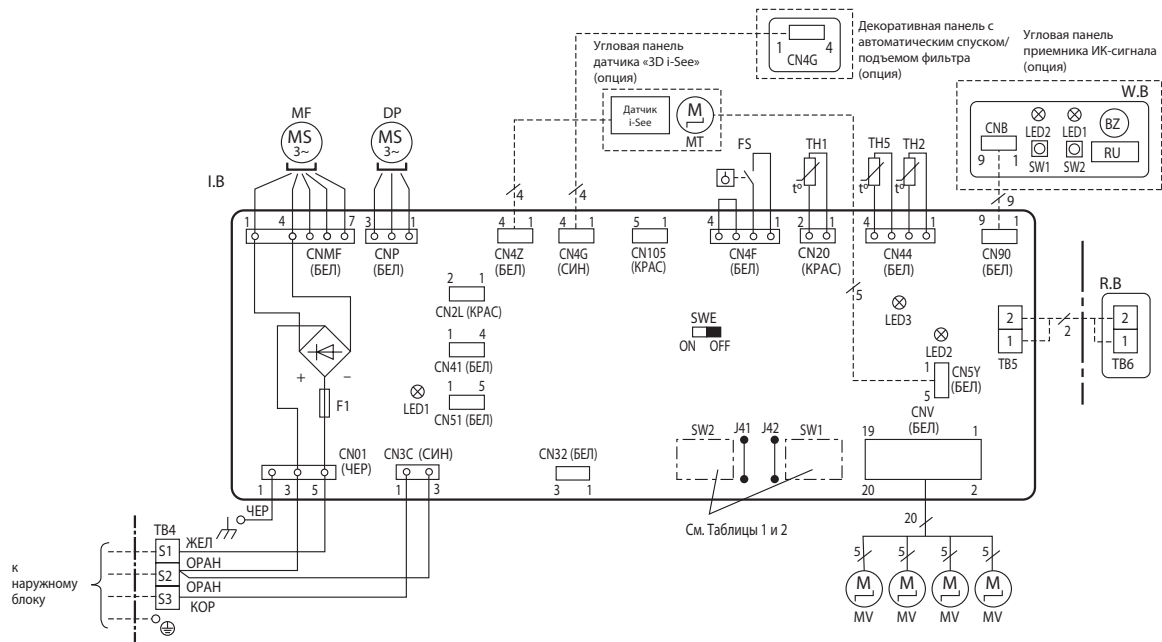 Декоративная панель с
автоматическим спуском/
подъемом фильтра
(опция)
1 4
CN4G
Угловая панель
датчика «3D i-See»
(опция)
Угловая панель
приемника ИК-сигнала
(опция)
Датчик
i-See
M
MT
W.B
CNB
9 1
LED2 LED1
SW1 SW2
BZ
RU
MF
MS
3~
DP
MS
3~
FS
TH1
t°
TH5
t°
TH2
t°
I.B
4
4
9
1 4 7
CNMF
(БЕЛ)
3 1
CNP
(БЕЛ)
4 1
CN4Z
(БЕЛ)
4 1
CN4G
(СИН)
5 1
CN105
(КРАС)
4 1
CN4F
(БЕЛ)
2 1
CN20
(КРАС)
4 1
CN44
(БЕЛ)
9 1
CN90
(БЕЛ)
2 1
CN2L (КРАС)
1 4
CN41 (БЕЛ)
1 5
CN51 (БЕЛ)
LED1
SWE
ON OFF
5
LED3
LED2
1
5
CN5Y
(БЕЛ)
2
1
TB5
2
R.B
2
1
TB6
+ −
F1
CN01
(ЧЕР)
1 3 5
CN3C (СИН)
1 3
CN32 (БЕЛ)
3 1
SW2
J41 J42
SW1
См. Таблицы 1 и 2
CNV
(БЕЛ)
19 1
20 2
20
5 5 5 5
M M M M
MV MV MV MV
ЧЕР
TB4
S1
S2
S3
ЖЕЛ
ОРАН
ОРАН
КОР
к
наружному
блоку